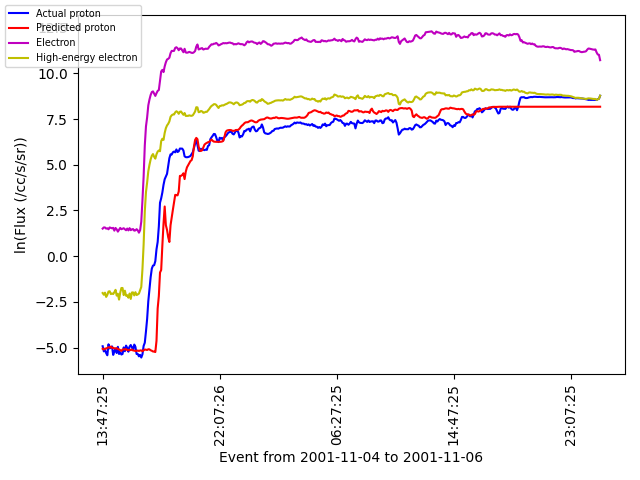 Actual proton
Predicted proton
Electron
High-energy electron
10.0
7.5
5.0
2.5
0.0
−2.5
−5.0
ln(Flux (/cc/s/sr))
13:47:25
22:07:26
06:27:25
14:47:25
23:07:25
Event from 2001-11-04 to 2001-11-06